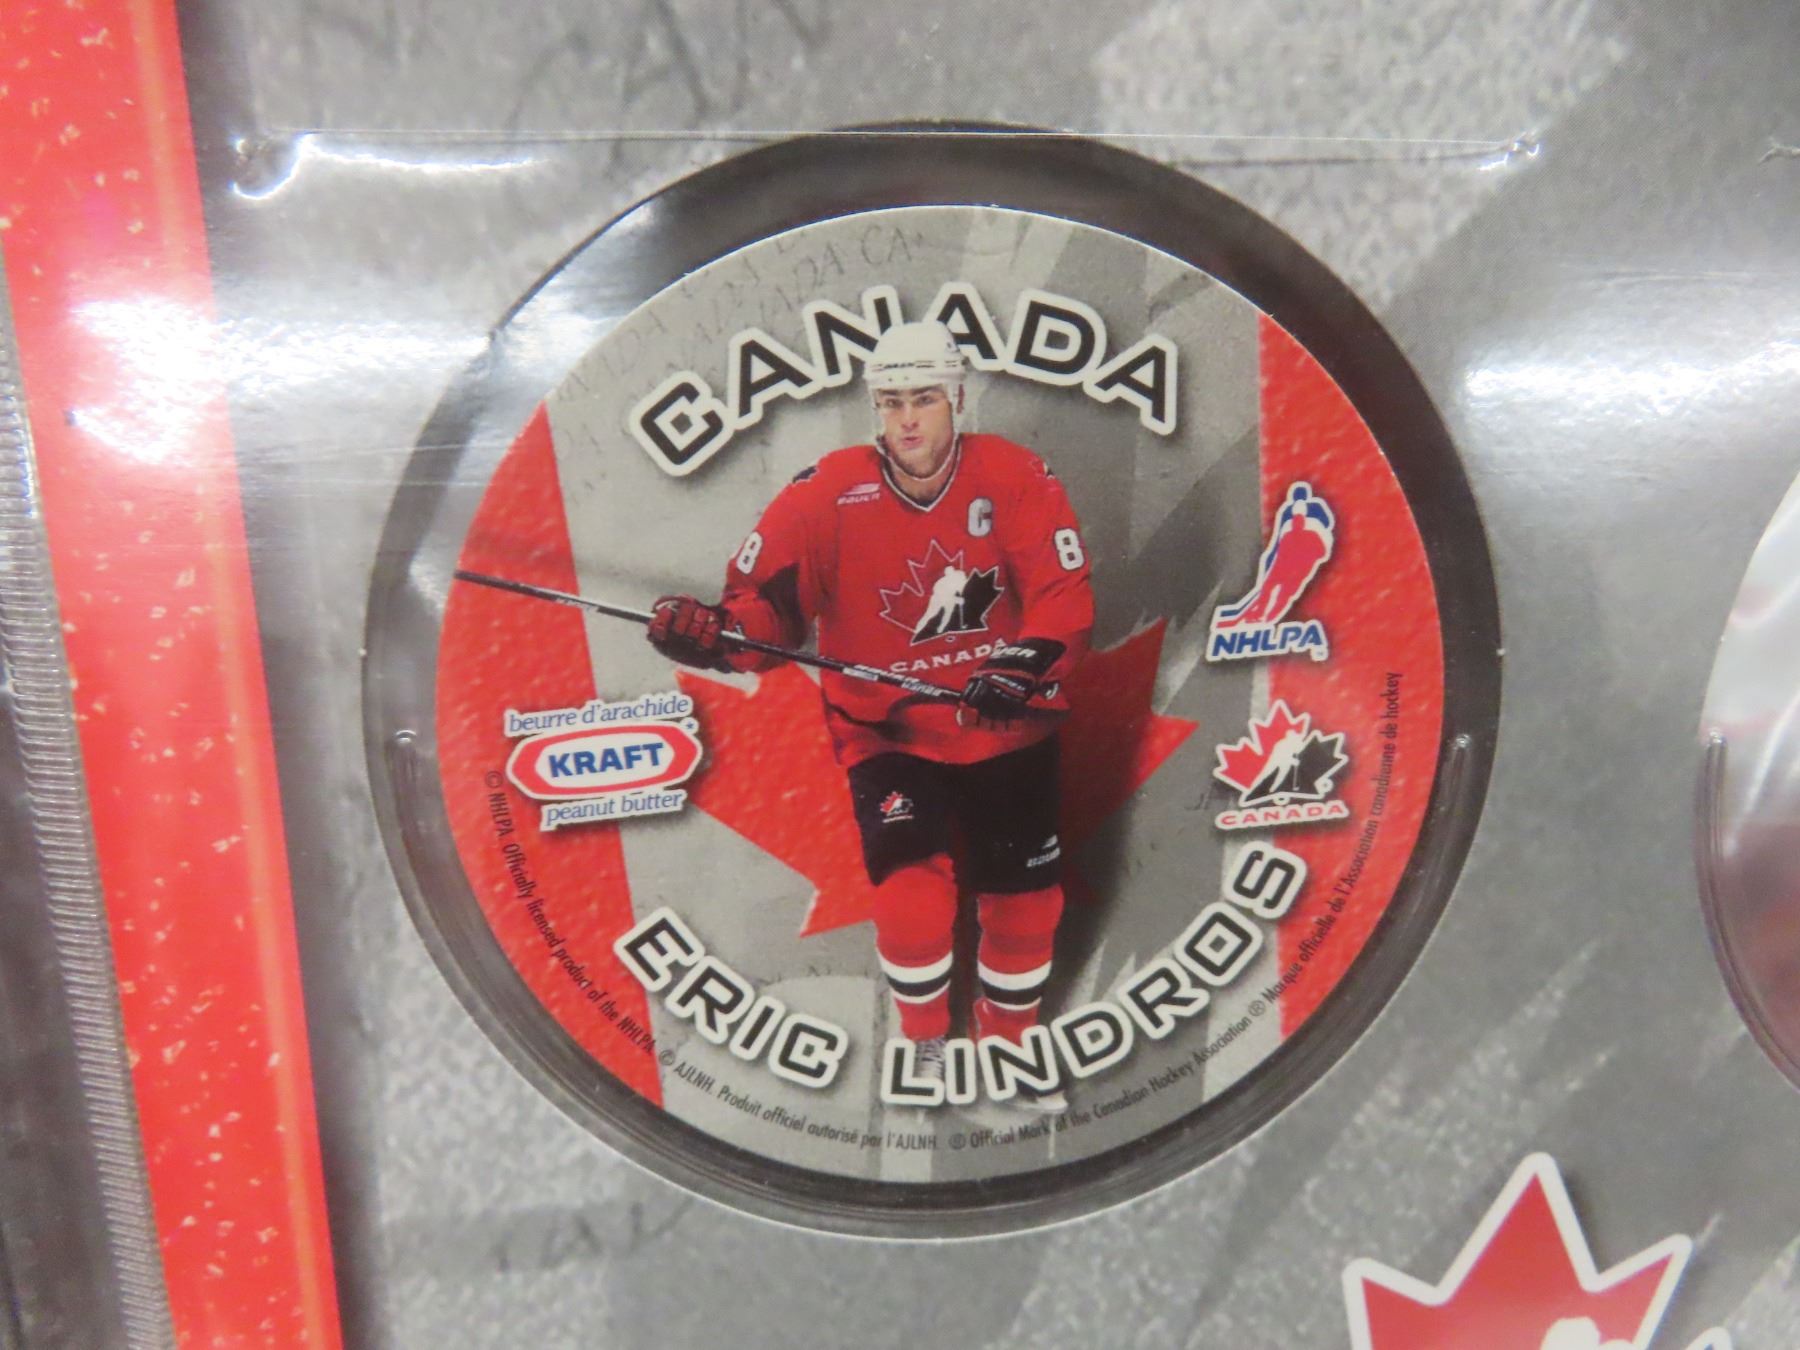 CANADA
BAUER
C
8
8
CANADA
NHLPA
beurre d'arachide
KRAFT
peanut butter
CANADA
ERIC LINDROS
© NHLPA. Officially licensed product of the NHLPA. © AJLNH. Produit officiel autorisé par l'AJLNH. ® Official Mark of the Canadian Hockey Association ® Marque officielle de l'Association canadienne de hockey